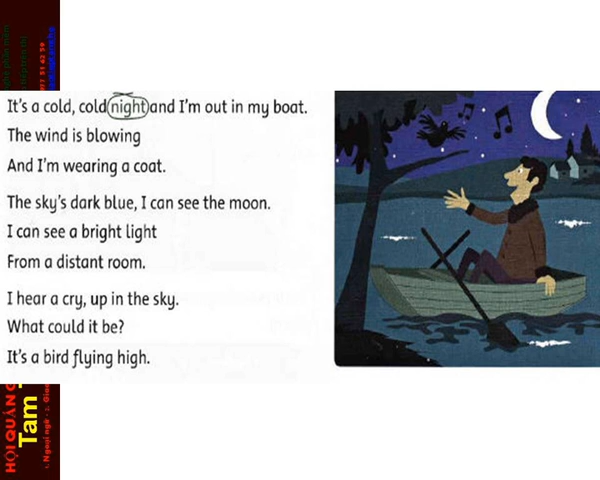 It's a cold, cold night and I'm out in my boat.
The wind is blowing
And I'm wearing a coat.
The sky's dark blue, I can see the moon.
I can see a bright light
From a distant room.
I hear a cry, up in the sky.
What could it be?
It's a bird flying high.
HỘI QUẢNG
Tam